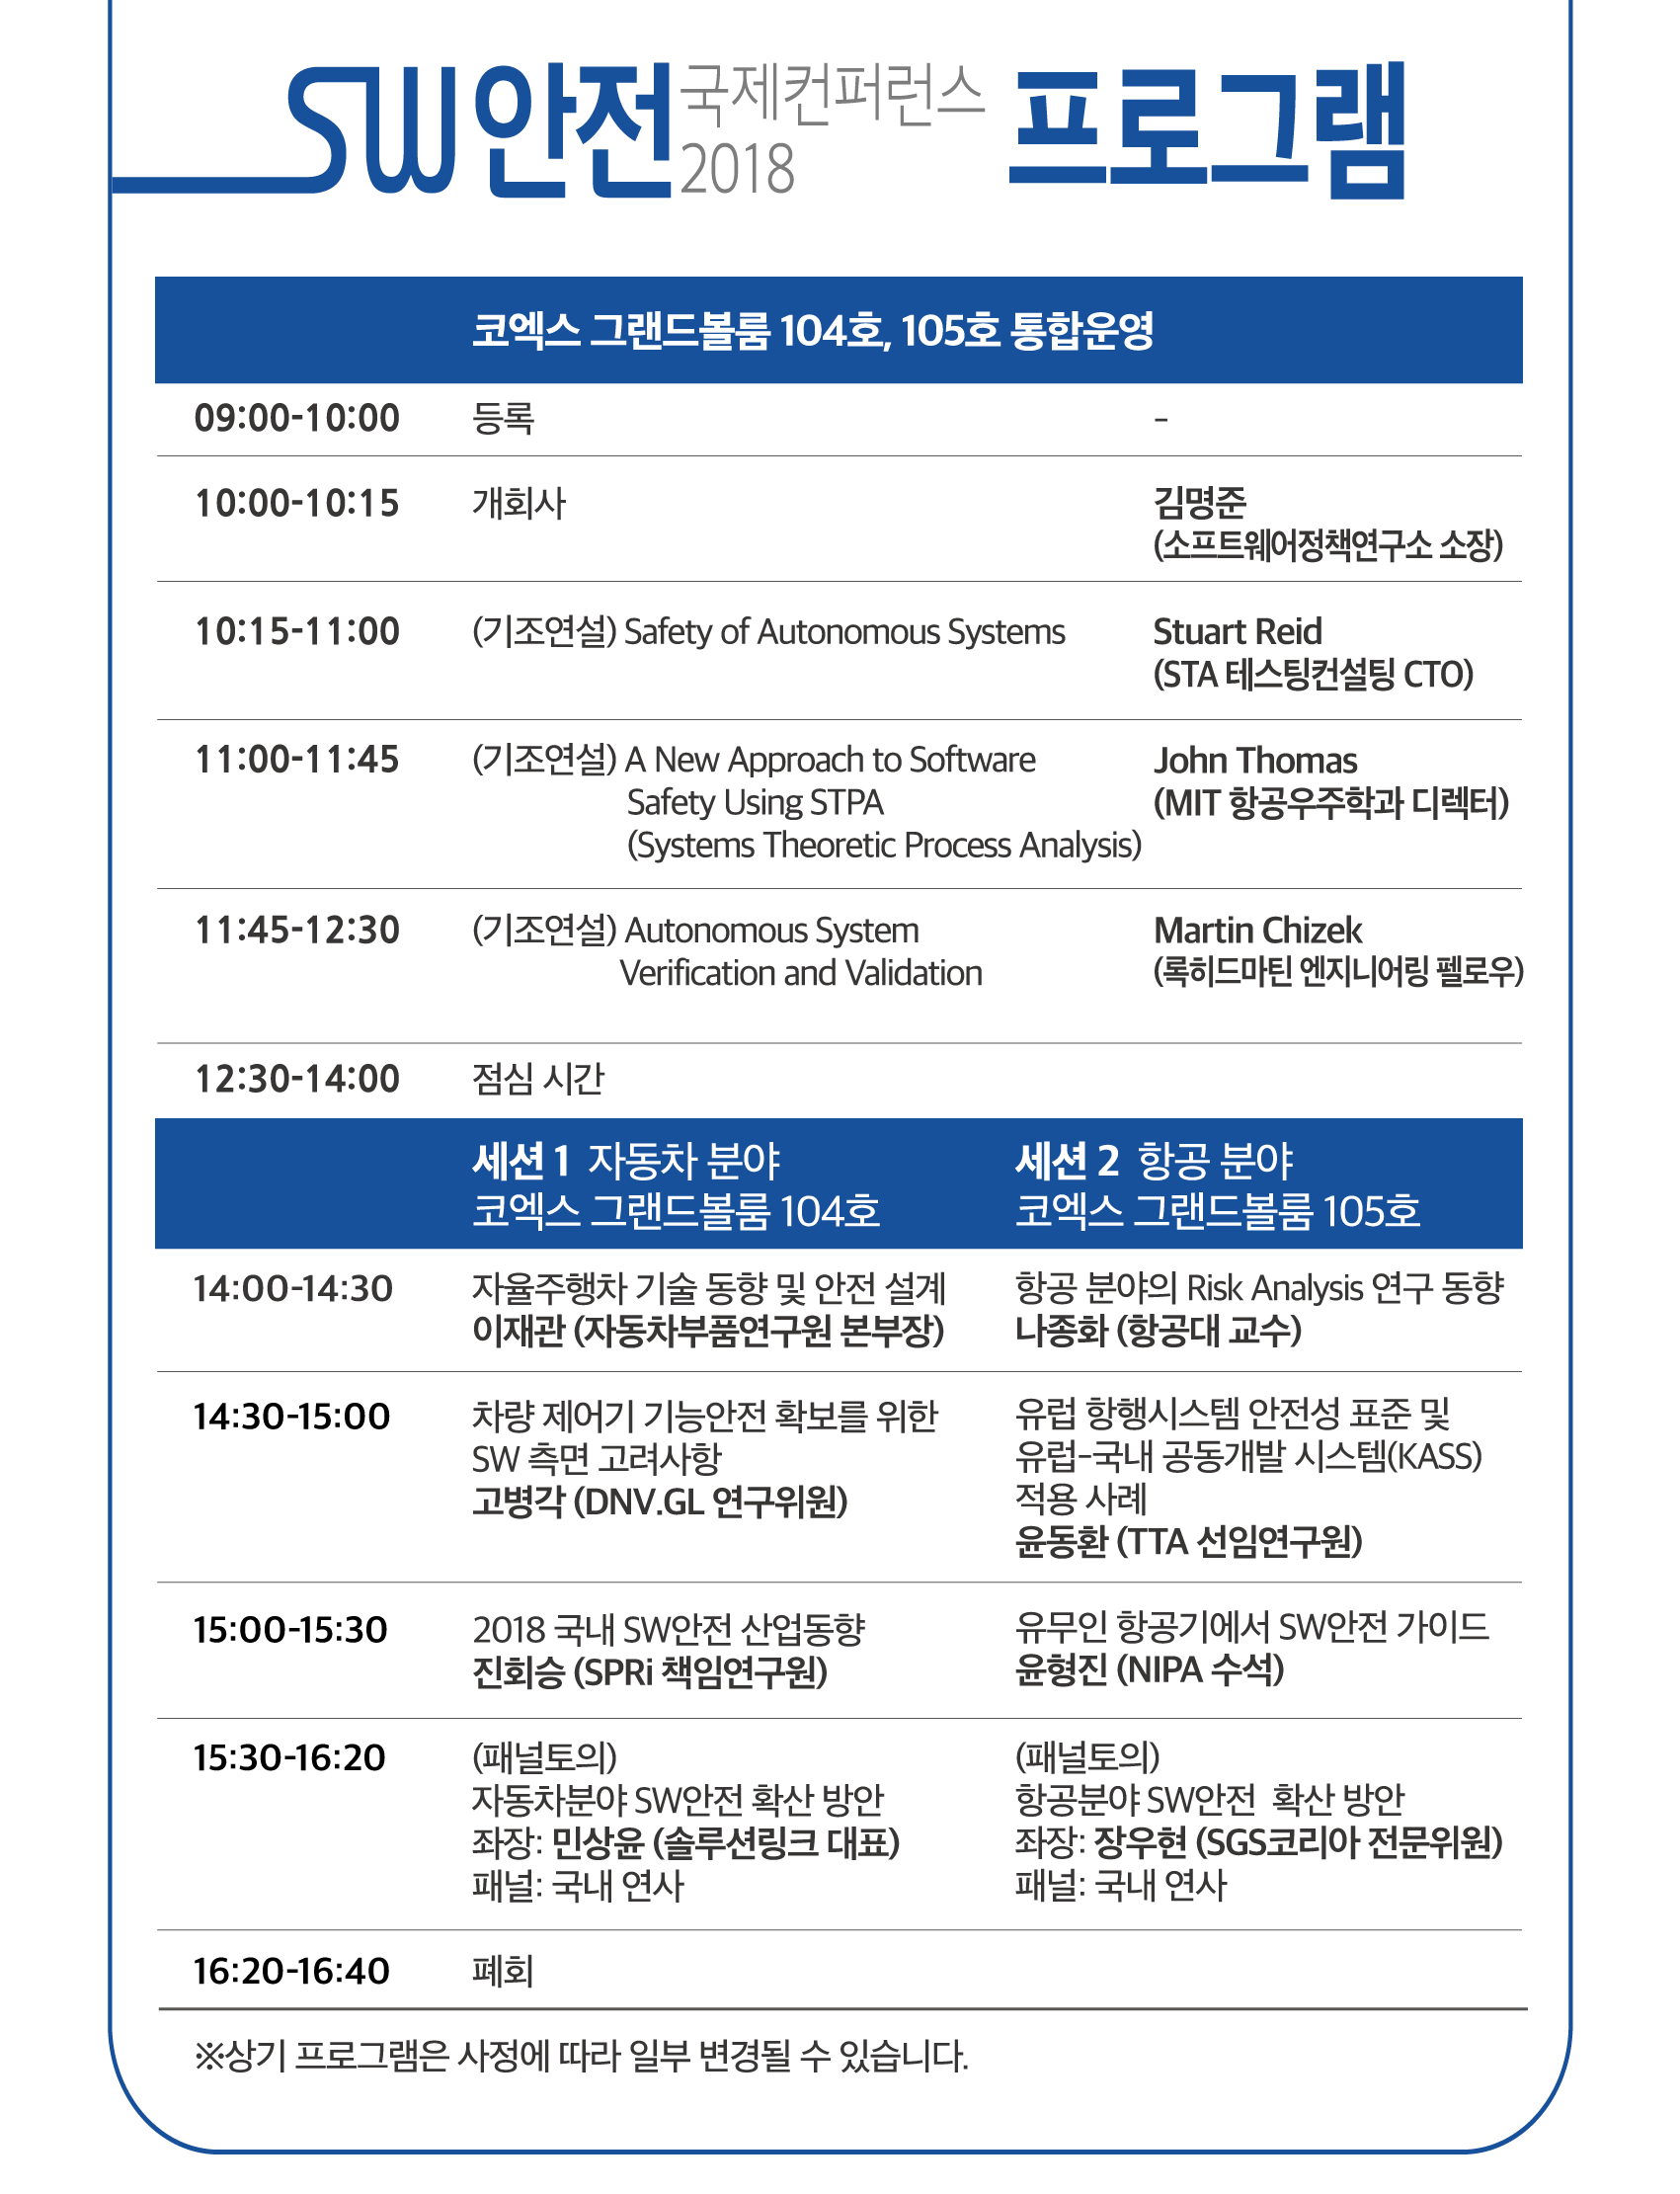 SW안전 국제컨퍼런스 2018 프로그램
코엑스 그랜드볼룸 104호, 105호 통합운영
09:00-10:00 등록 -
10:00-10:15 개회사 김명준
(소프트웨어정책연구소 소장)
10:15-11:00 (기조연설) Safety of Autonomous Systems Stuart Reid
(STA 테스팅컨설팅 CTO)
11:00-11:45 (기조연설) A New Approach to Software John Thomas
Safety Using STPA (MIT 항공우주학과 디렉터)
(Systems Theoretic Process Analysis)
11:45-12:30 (기조연설) Autonomous System Martin Chizek
Verification and Validation (록히드마틴 엔지니어링 펠로우)
12:30-14:00 점심 시간
세션 1 자동차 분야
코엑스 그랜드볼룸 104호
세션 2 항공 분야
코엑스 그랜드볼룸 105호
14:00-14:30
자율주행차 기술 동향 및 안전 설계
이재관 (자동차부품연구원 본부장)
항공 분야의 Risk Analysis 연구 동향
나종화 (항공대 교수)
14:30-15:00
차량 제어기 기능안전 확보를 위한
SW 측면 고려사항
고병각 (DNV.GL 연구위원)
유럽 항행시스템 안전성 표준 및
유럽-국내 공동개발 시스템(KASS)
적용 사례
윤동환 (TTA 선임연구원)
15:00-15:30
2018 국내 SW안전 산업동향
진회승 (SPRi 책임연구원)
유무인 항공기에서 SW안전 가이드
윤형진 (NIPA 수석)
15:30-16:20
(패널토의)
자동차분야 SW안전 확산 방안
좌장: 민상윤 (솔루션링크 대표)
패널: 국내 연사
(패널토의)
항공분야 SW안전 확산 방안
좌장: 장우현 (SGS코리아 전문위원)
패널: 국내 연사
16:20-16:40 폐회
※상기 프로그램은 사정에 따라 일부 변경될 수 있습니다.